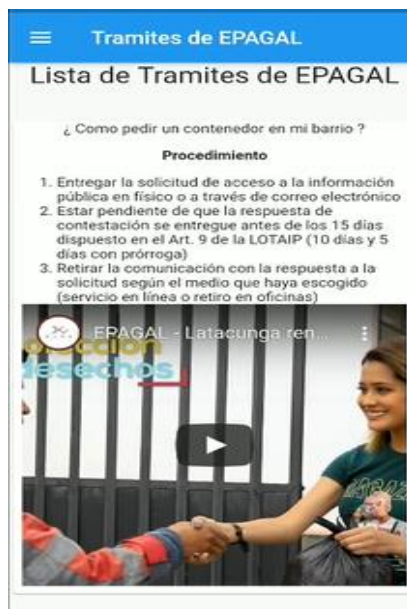 Tramites de EPAGAL
Lista de Tramites de EPAGAL
¿ Como pedir un contenedor en mi barrio ?
Procedimiento
1. Entregar la solicitud de acceso a la información
pública en físico o a través de correo electrónico
2. Estar pendiente de que la respuesta de
contestación se entregue antes de los 15 días
dispuesto en el Art. 9 de la LOTAIP (10 días y 5
días con prórroga)
3. Retirar la comunicación con la respuesta a la
solicitud según el medio que haya escogido
(servicio en línea o retiro en oficinas)
EPAGAL - Latacunga ren...
desechos